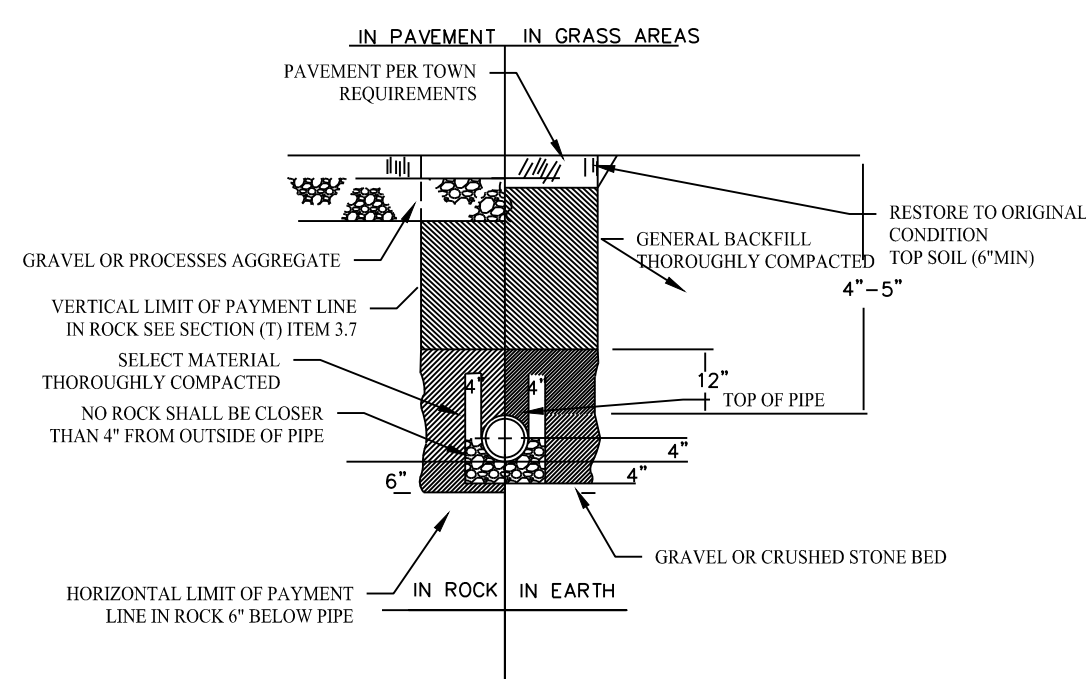 IN PAVEMENT
IN GRASS AREAS
PAVEMENT PER TOWN
REQUIREMENTS
RESTORE TO ORIGINAL
CONDITION
TOP SOIL (6"MIN)
GENERAL BACKFILL
THOROUGHLY COMPACTED
GRAVEL OR PROCESSES AGGREGATE
4"-5"
VERTICAL LIMIT OF PAYMENT LINE
IN ROCK SEE SECTION (T) ITEM 3.7
SELECT MATERIAL
THOROUGHLY COMPACTED
12"
4"
4"
TOP OF PIPE
NO ROCK SHALL BE CLOSER
THAN 4" FROM OUTSIDE OF PIPE
4"
6"
4"
GRAVEL OR CRUSHED STONE BED
HORIZONTAL LIMIT OF PAYMENT
LINE IN ROCK 6" BELOW PIPE
IN ROCK
IN EARTH